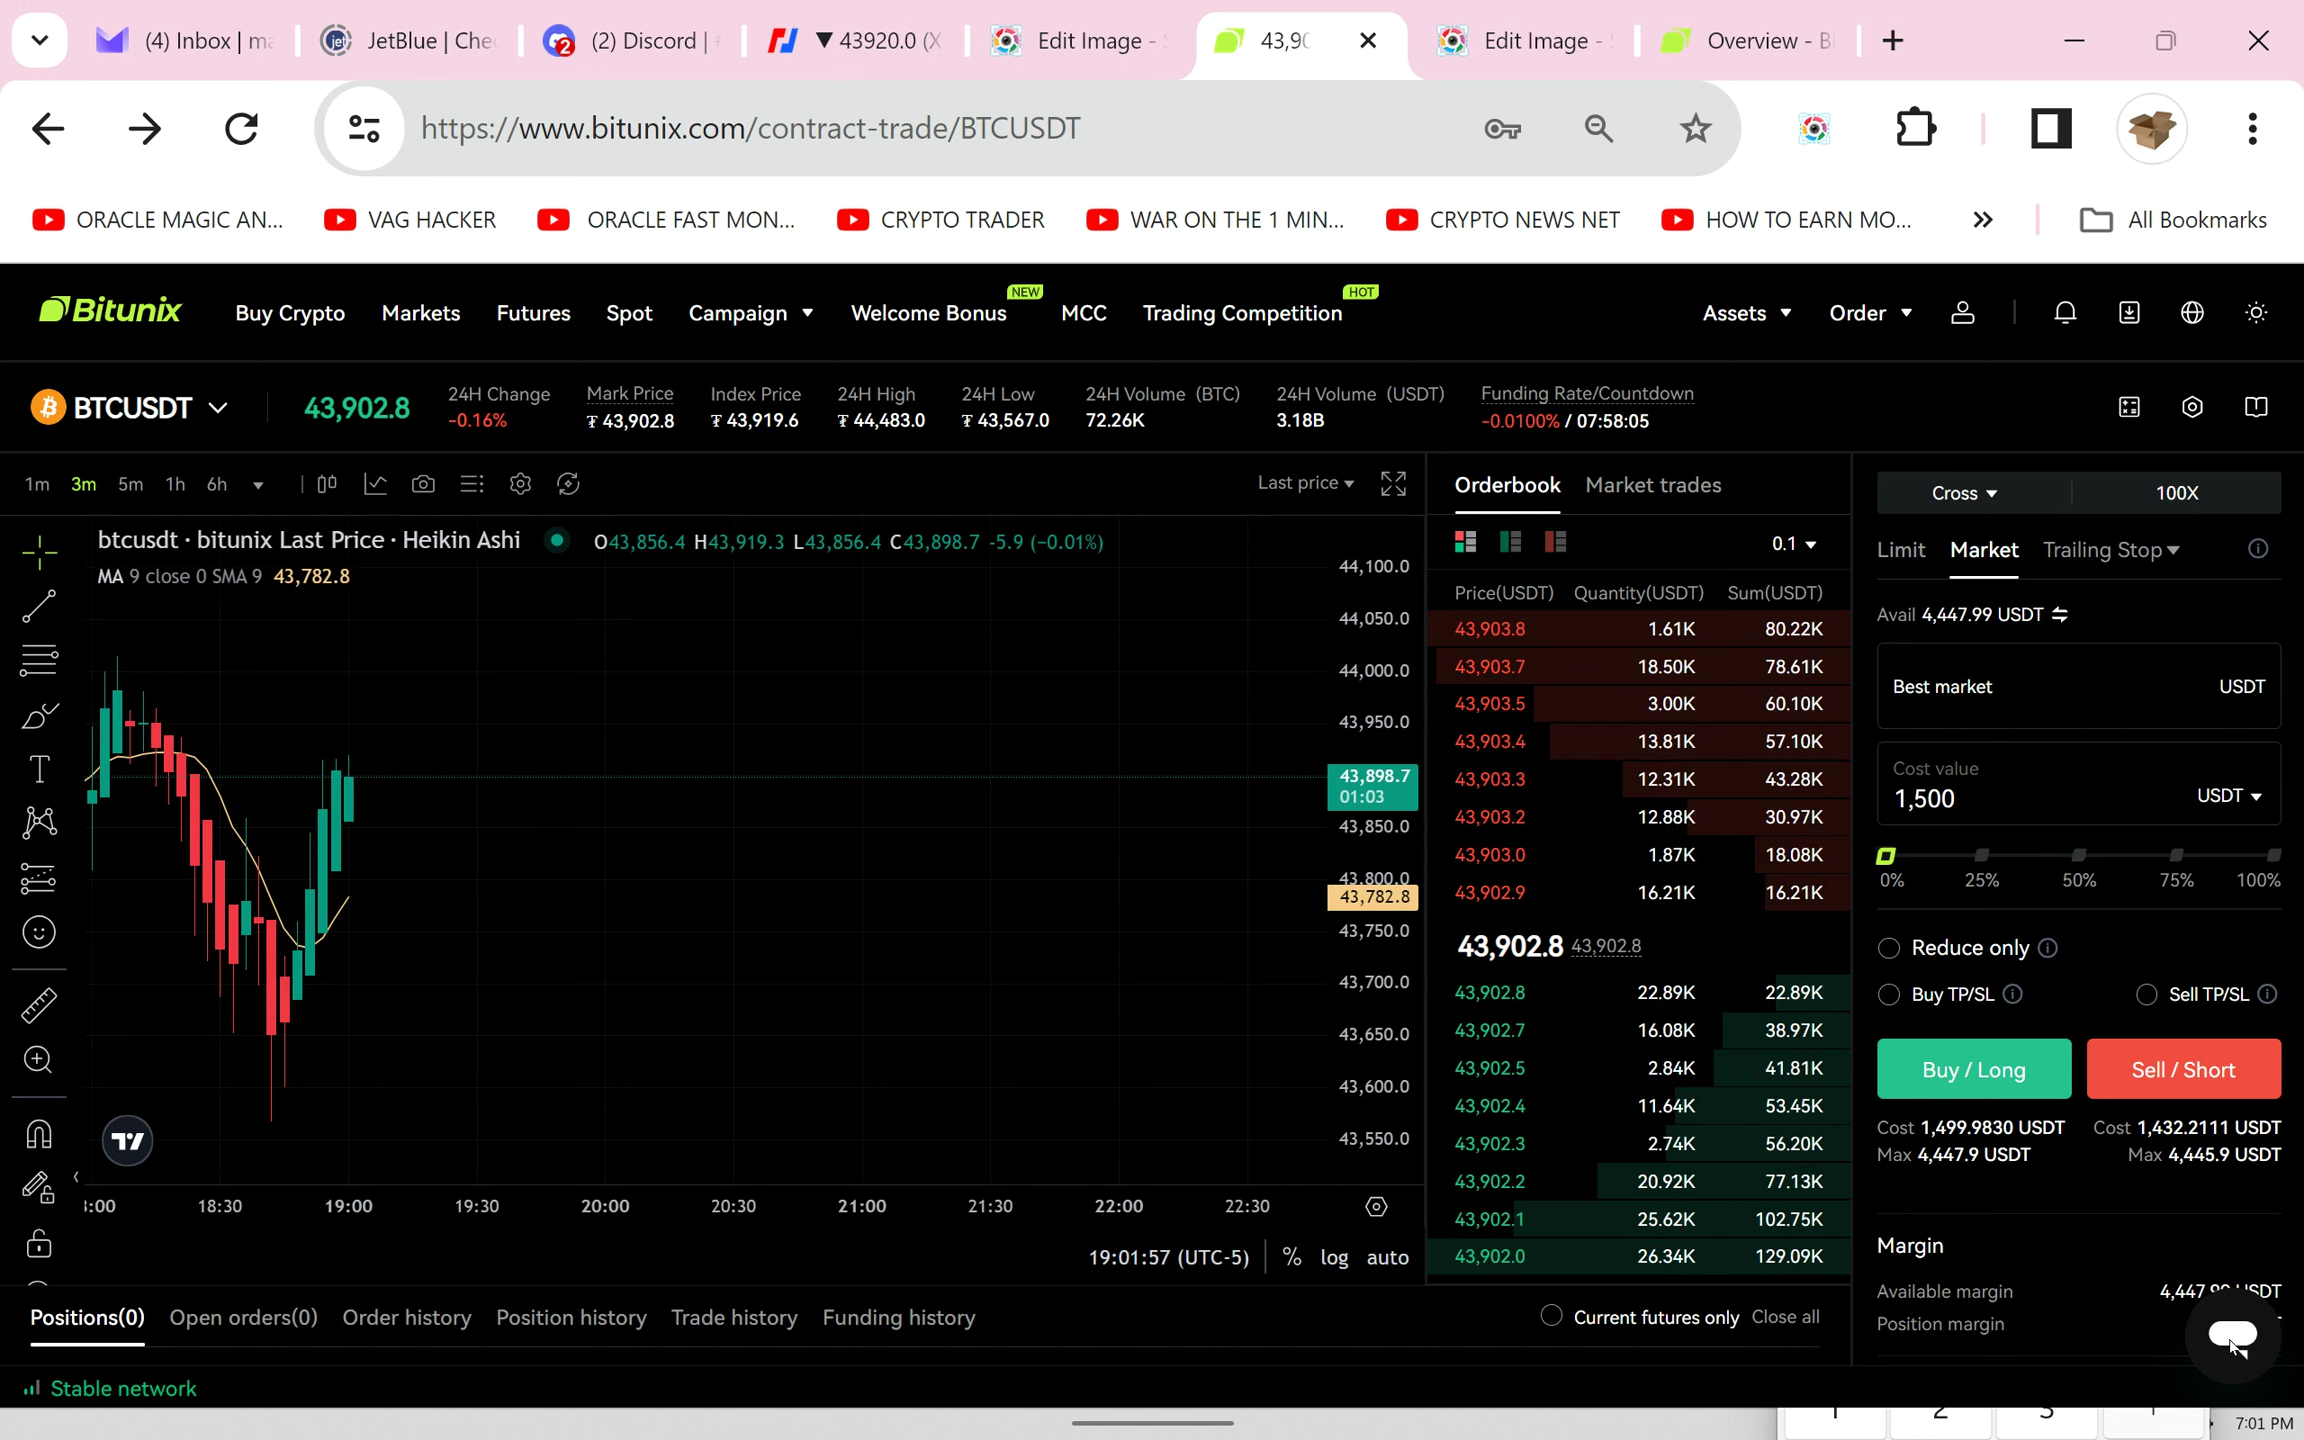 (4) Inbox | ma
JetBlue | Che
(2) Discord |
▼ 43920.0 (X
Edit Image -
43,90
Edit Image -
Overview - Bi
https://www.bitunix.com/contract-trade/BTCUSDT
ORACLE MAGIC AN...
VAG HACKER
ORACLE FAST MON...
CRYPTO TRADER
WAR ON THE 1 MIN...
CRYPTO NEWS NET
HOW TO EARN MO...
»
All Bookmarks
Bitunix
Buy Crypto
Markets
Futures
Spot
Campaign
Welcome Bonus NEW
MCC
Trading Competition HOT
Assets
Order
BTCUSDT
43,902.8
24H Change
-0.16%
Mark Price
₮ 43,902.8
Index Price
₮ 43,919.6
24H High
₮ 44,483.0
24H Low
₮ 43,567.0
24H Volume (BTC)
72.26K
24H Volume (USDT)
3.18B
Funding Rate/Countdown
-0.0100% / 07:58:05
1m 3m 5m 1h 6h
Last price
btcusdt · bitunix Last Price · Heikin Ashi O43,856.4 H43,919.3 L43,856.4 C43,898.7 -5.9 (−0.01%)
MA 9 close 0 SMA 9 43,782.8
44,100.0
44,050.0
44,000.0
43,950.0
43,898.7
01:03
43,850.0
43,800.0
43,782.8
43,750.0
43,700.0
43,650.0
43,600.0
43,550.0
:00 18:30 19:00 19:30 20:00 20:30 21:00 21:30 22:00 22:30
19:01:57 (UTC-5) % log auto
Orderbook Market trades
0.1
Price(USDT) Quantity(USDT) Sum(USDT)
43,903.8 1.61K 80.22K
43,903.7 18.50K 78.61K
43,903.5 3.00K 60.10K
43,903.4 13.81K 57.10K
43,903.3 12.31K 43.28K
43,903.2 12.88K 30.97K
43,903.0 1.87K 18.08K
43,902.9 16.21K 16.21K
43,902.8 43,902.8
43,902.8 22.89K 22.89K
43,902.7 16.08K 38.97K
43,902.5 2.84K 41.81K
43,902.4 11.64K 53.45K
43,902.3 2.74K 56.20K
43,902.2 20.92K 77.13K
43,902.1 25.62K 102.75K
43,902.0 26.34K 129.09K
Cross 100X
Limit Market Trailing Stop
Avail 4,447.99 USDT
Best market USDT
Cost value
1,500 USDT
0% 25% 50% 75% 100%
Reduce only
Buy TP/SL Sell TP/SL
Buy / Long Sell / Short
Cost 1,499.9830 USDT Cost 1,432.2111 USDT
Max 4,447.9 USDT Max 4,445.9 USDT
Margin
Available margin 4,447.99 USDT
Position margin
Positions(0) Open orders(0) Order history Position history Trade history Funding history
Current futures only Close all
Stable network
1 2 3
7:01 PM